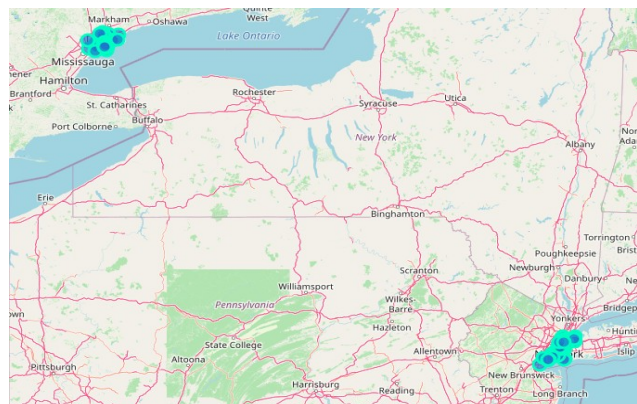 Quinte
West
Markham
Oshawa
Lake Ontario
Mississauga
Hamilton
Brantford
St. Catharines
Rochester
Syracuse
Utica
Port Colborne
Buffalo
New York
Albany
Erie
Binghamton
Torrington
Poughkeepsie
Newburgh
Danbury
Scranton
Williamsport
Wilkes-
Barre
Pennsylvania
Hazleton
Yonkers
State College
Allentown
Islip
Altoona
New Brunswick
Pittsburgh
Harrisburg
Reading
Trenton
Long Branch